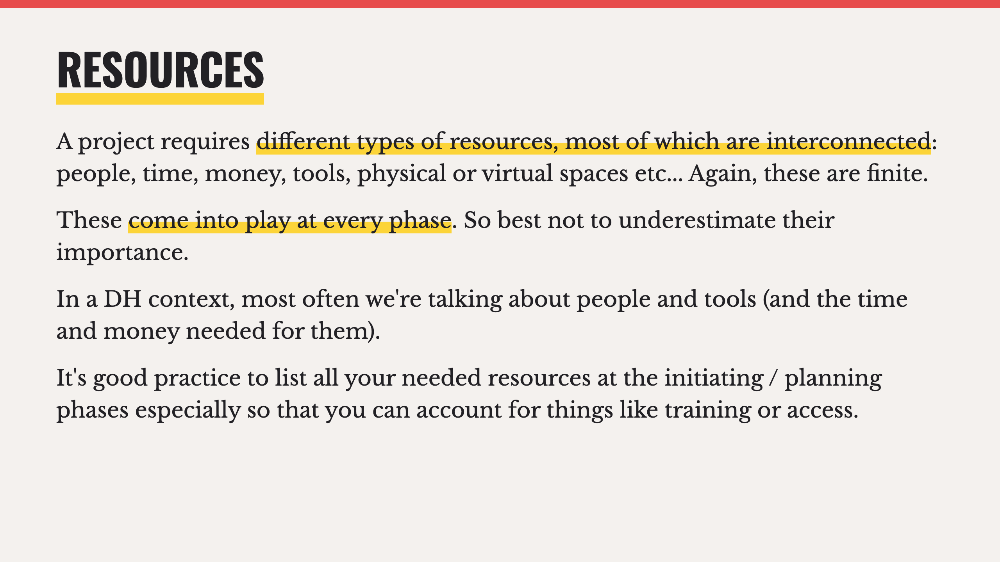 RESOURCES
A project requires different types of resources, most of which are interconnected:
people, time, money, tools, physical or virtual spaces etc... Again, these are finite.
These come into play at every phase. So best not to underestimate their
importance.
In a DH context, most often we're talking about people and tools (and the time
and money needed for them).
It's good practice to list all your needed resources at the initiating / planning
phases especially so that you can account for things like training or access.